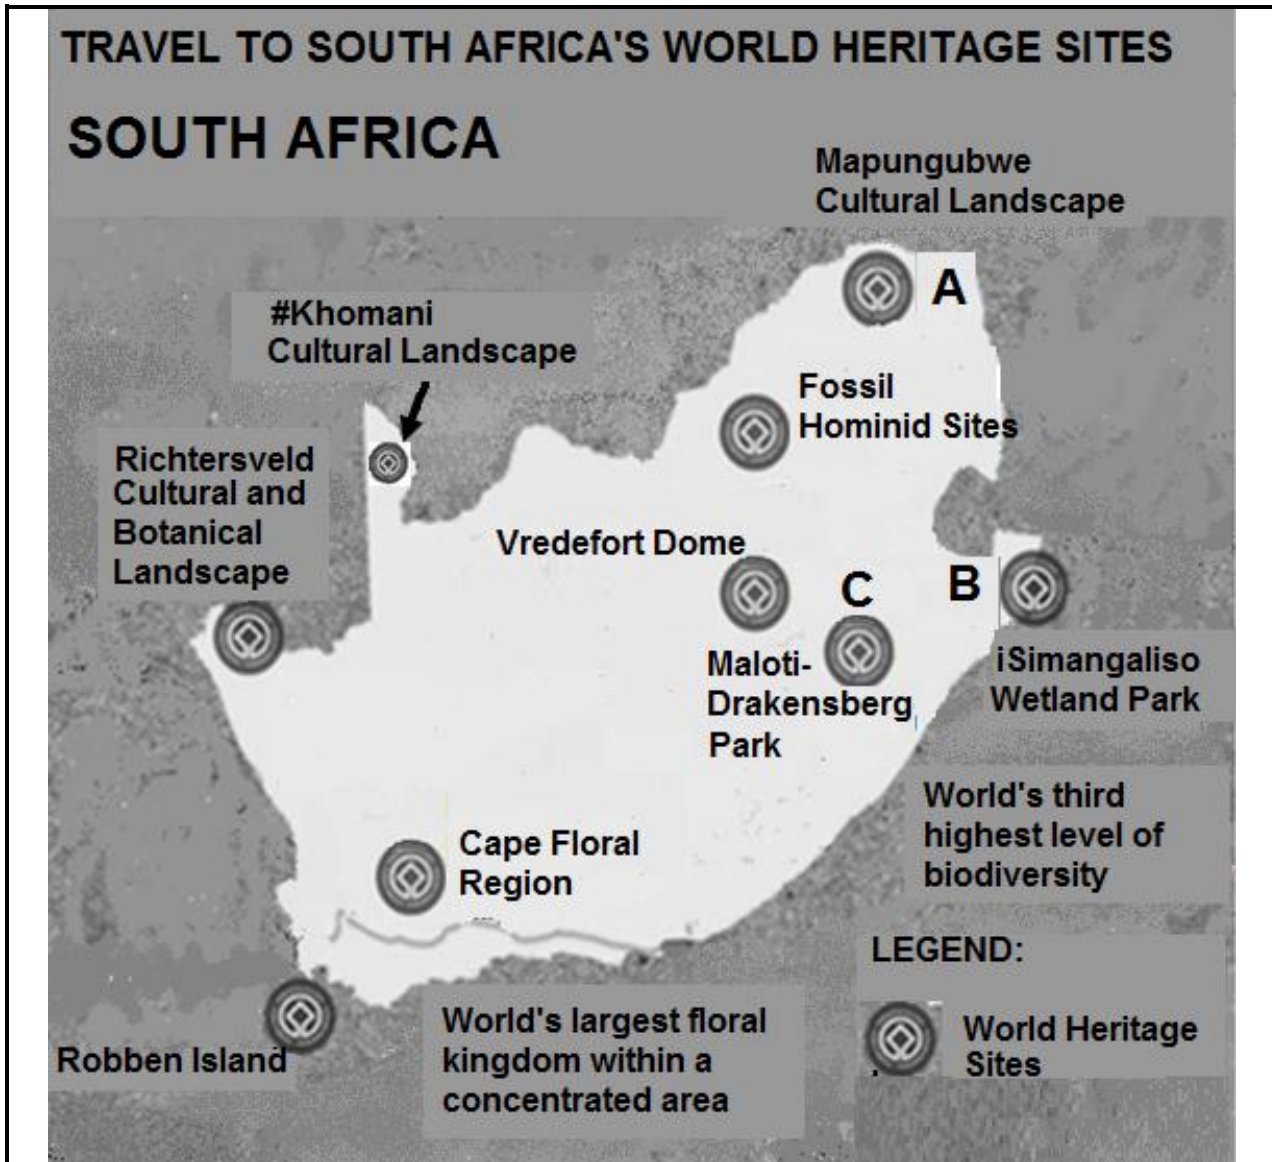 TRAVEL TO SOUTH AFRICA'S WORLD HERITAGE SITES
SOUTH AFRICA
Mapungubwe
Cultural Landscape
A
#Khomani
Cultural Landscape
Fossil
Hominid Sites
Richtersveld
Cultural and
Botanical
Landscape
Vredefort Dome
C
B
Maloti-
Drakensberg
Park
iSimangaliso
Wetland Park
World's third
highest level of
biodiversity
Cape Floral
Region
LEGEND:
World Heritage
Sites
Robben Island
World's largest floral
kingdom within a
concentrated area